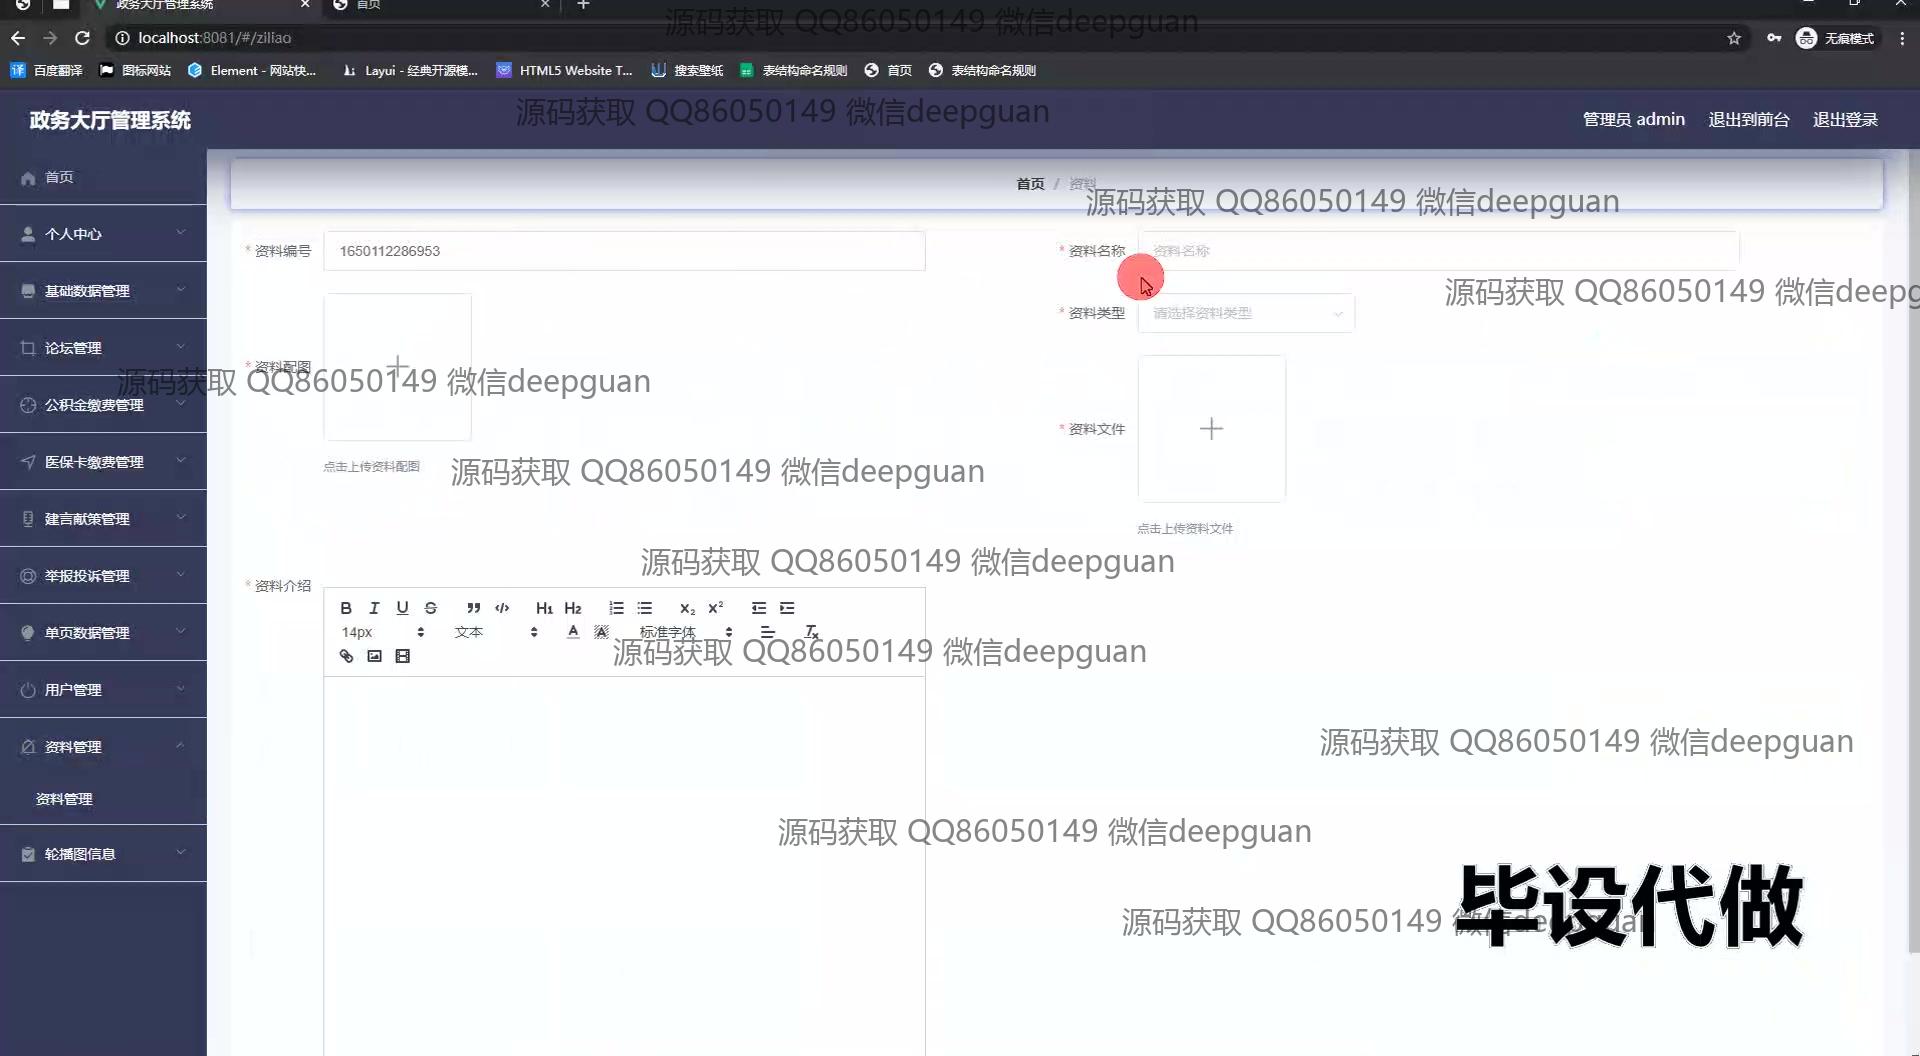 政务大厅管理系统
首页
源码获取 QQ86050149 微信deepguan
localhost:8081/#/ziliao
无痕模式
百度翻译
图标网站
Element - 网站快...
Layui - 经典开源模...
HTML5 Website T...
搜索壁纸
表结构命名规则
首页
表结构命名规则
源码获取 QQ86050149 微信deepguan
政务大厅管理系统
管理员 admin
退出到前台
退出登录
首页
个人中心
基础数据管理
论坛管理
公积金缴费管理
医保卡缴费管理
建言献策管理
举报投诉管理
单页数据管理
用户管理
资料管理
资料管理
轮播图信息
首页 / 资料
源码获取 QQ86050149 微信deepguan
* 资料编号
1650112286953
* 资料名称
资料名称
源码获取 QQ86050149 微信deepg
* 资料类型
请选择资料类型
* 资料配图
源码获取 QQ86050149 微信deepguan
* 资料文件
点击上传资料配图
源码获取 QQ86050149 微信deepguan
点击上传资料文件
源码获取 QQ86050149 微信deepguan
* 资料介绍
B I U S H1 H2 x2 x2
14px
文本
A A
标准字体
源码获取 QQ86050149 微信deepguan
源码获取 QQ86050149 微信deepguan
源码获取 QQ86050149 微信deepguan
源码获取 QQ86050149 微信deepguan
毕设代做